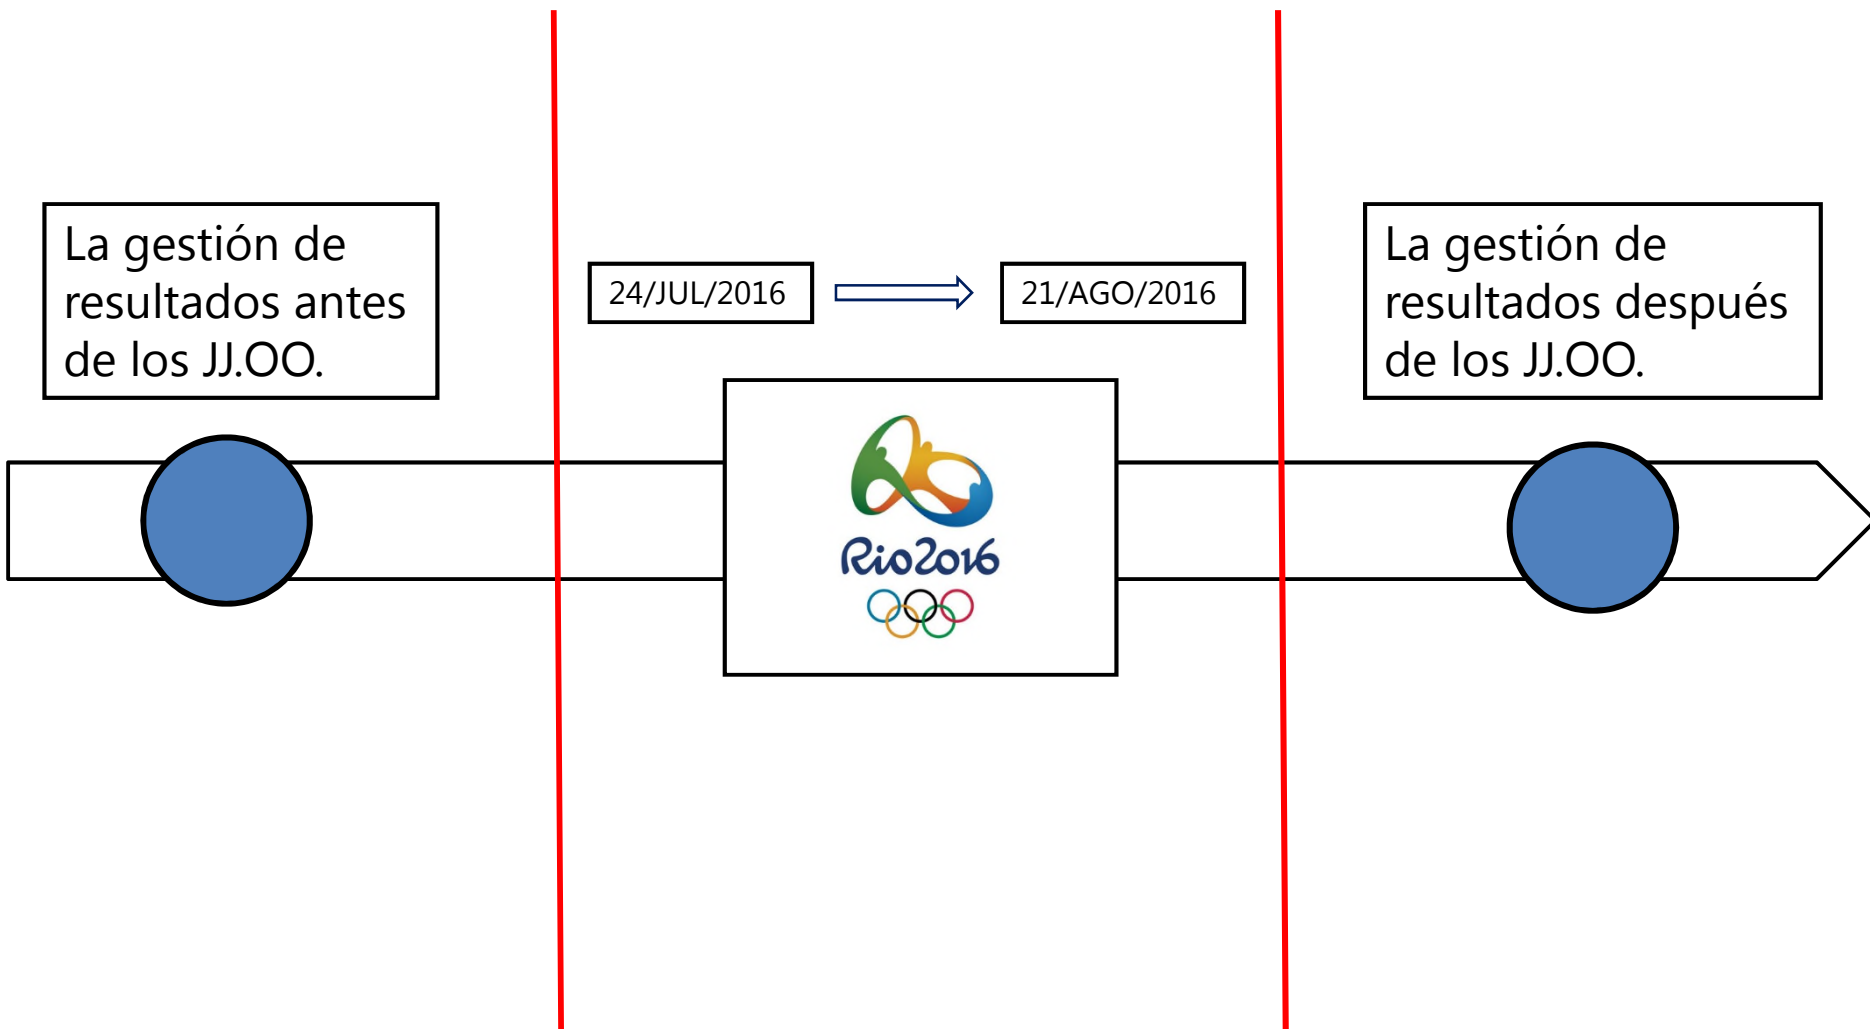 La gestión de
resultados antes
de los JJ.OO.
24/JUL/2016
21/AGO/2016
Rio2016
La gestión de
resultados después
de los JJ.OO.